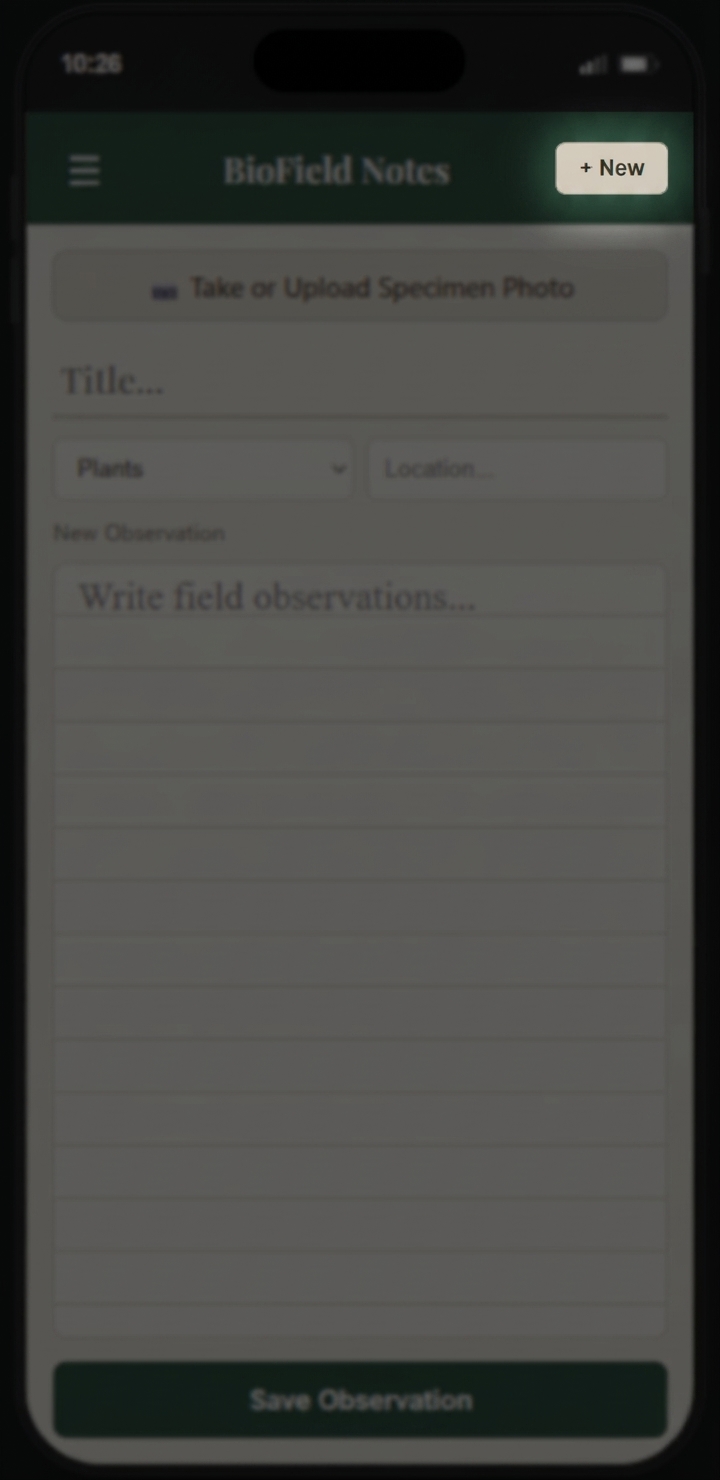 10:26
☰ BioField Notes + New
Take or Upload Specimen Photo
Title...
Plants Location...
New Observation
Write field observations...
Save Observation